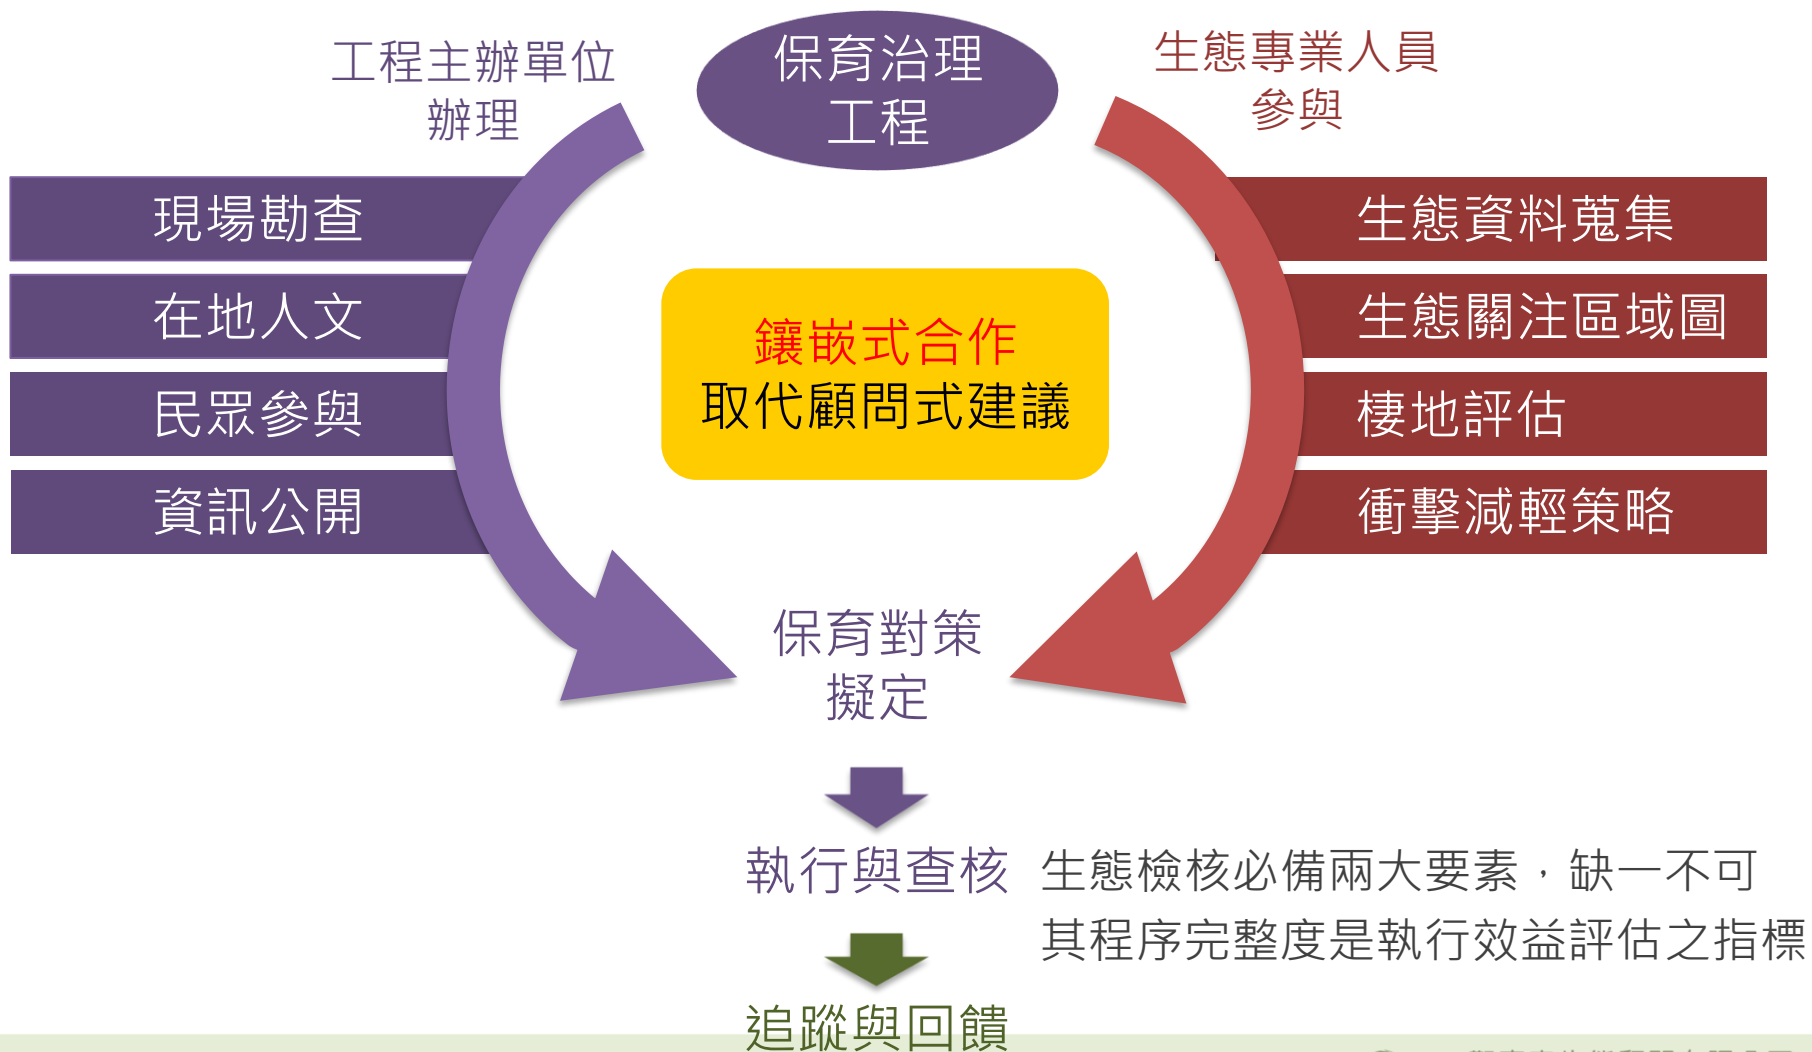 保育治理
工程
工程主辦單位
辦理
生態專業人員
參與
現場勘查
在地人文
民眾參與
資訊公開
鑲嵌式合作
取代顧問式建議
生態資料蒐集
生態關注區域圖
棲地評估
衝擊減輕策略
保育對策
擬定
執行與查核
生態檢核必備兩大要素，缺一不可
其程序完整度是執行效益評估之指標
追蹤與回饋